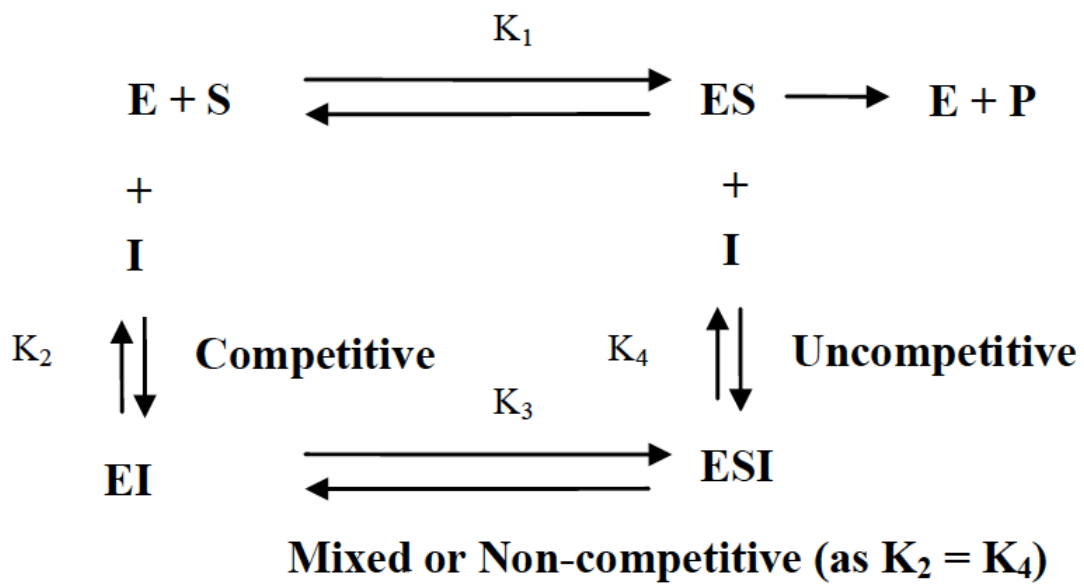 K₁
E + S ES E + P
+ +
I I
K₂ Competitive K₄ Uncompetitive
K₃
EI ESI
Mixed or Non-competitive (as K₂ = K₄)